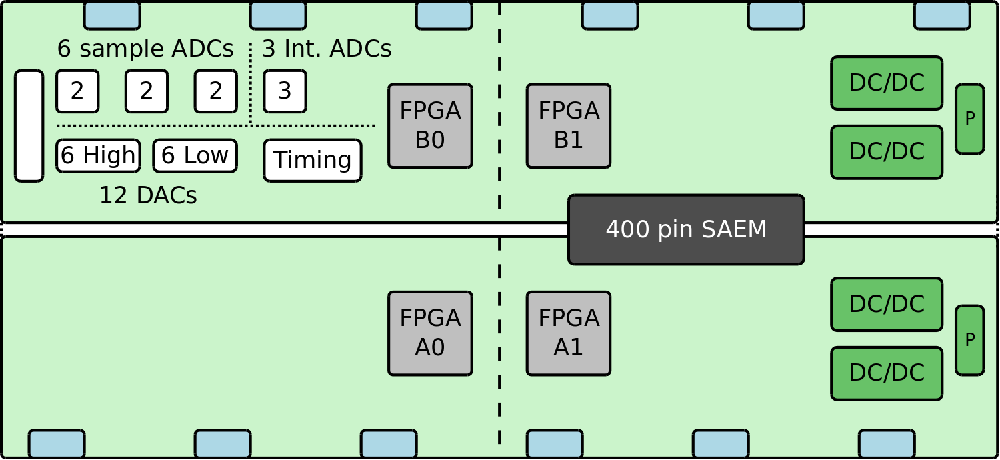 6 sample ADCs
3 Int. ADCs
2
2
2
3
6 High
6 Low
Timing
12 DACs
FPGA
B0
FPGA
B1
DC/DC
DC/DC
P
400 pin SAEM
FPGA
A0
FPGA
A1
DC/DC
DC/DC
P